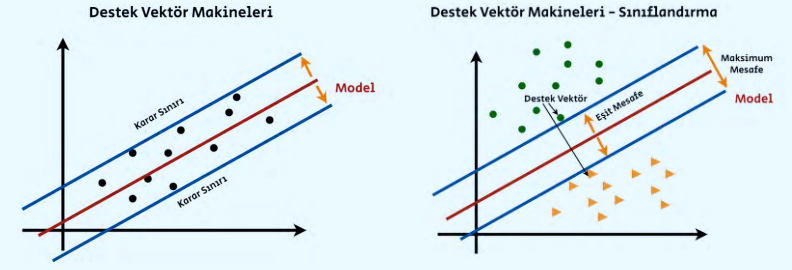 Destek Vektör Makineleri
Karar Sınırı
Model
Karar Sınırı
Destek Vektör Makineleri - Sınıflandırma
Maksimum
Mesafe
Destek Vektör
Eşit Mesafe
Model